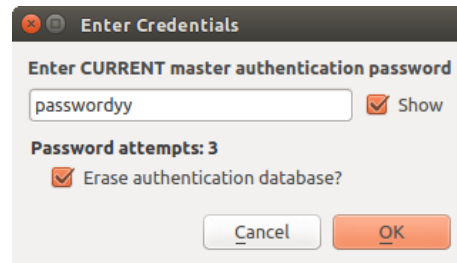 Enter Credentials
Enter CURRENT master authentication password
passwordyy
Show
Password attempts: 3
Erase authentication database?
Cancel
OK